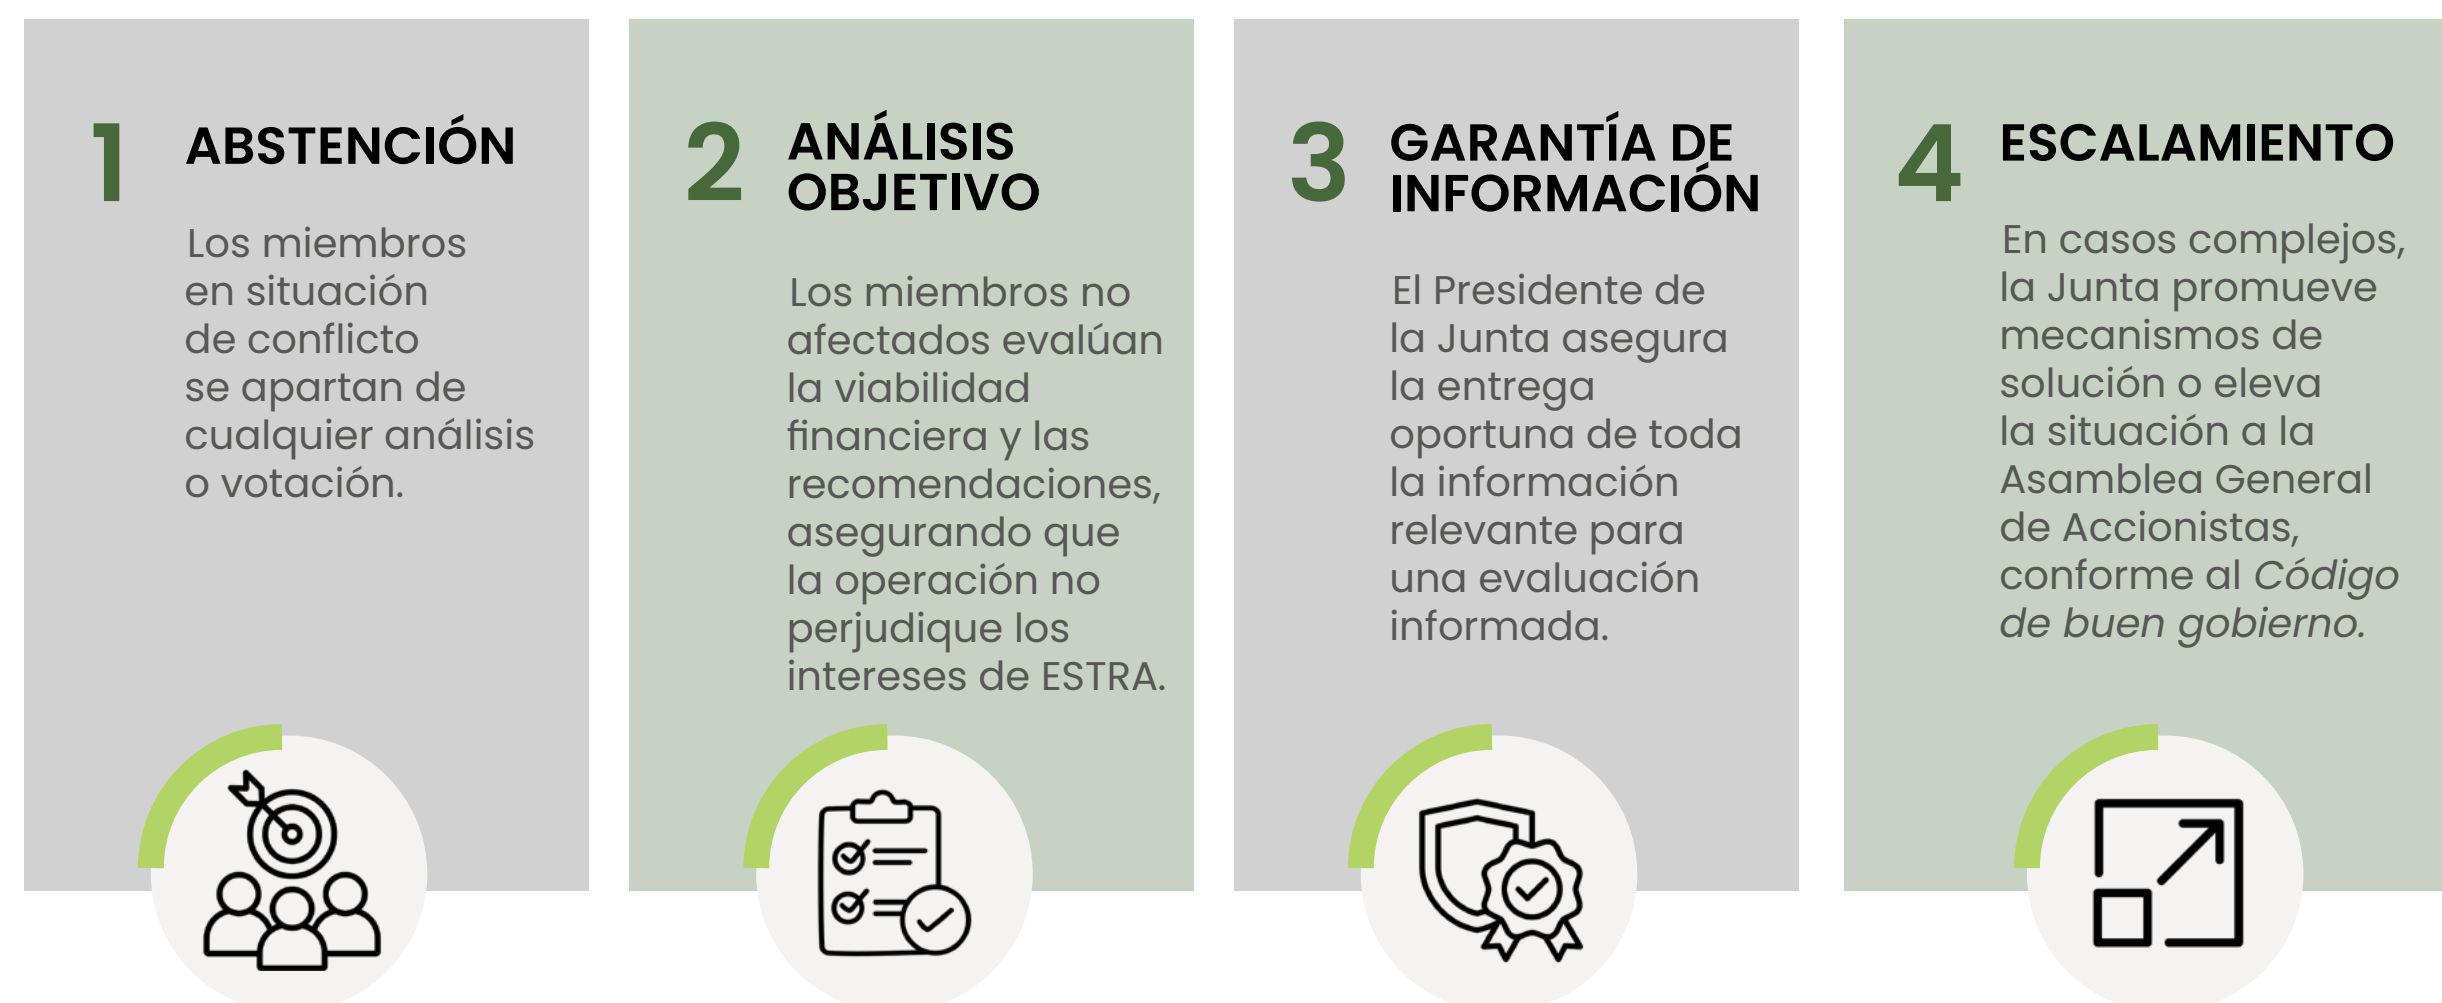 1
ABSTENCIÓN
Los miembros
en situación
de conflicto
se apartan de
cualquier análisis
o votación.
2
ANÁLISIS
OBJETIVO
Los miembros no
afectados evalúan
la viabilidad
financiera y las
recomendaciones,
asegurando que
la operación no
perjudique los
intereses de ESTRA.
3
GARANTÍA DE
INFORMACIÓN
El Presidente de
la Junta asegura
la entrega
oportuna de toda
la información
relevante para
una evaluación
informada.
4
ESCALAMIENTO
En casos complejos,
la Junta promueve
mecanismos de
solución o eleva
la situación a la
Asamblea General
de Accionistas,
conforme al Código
de buen gobierno.